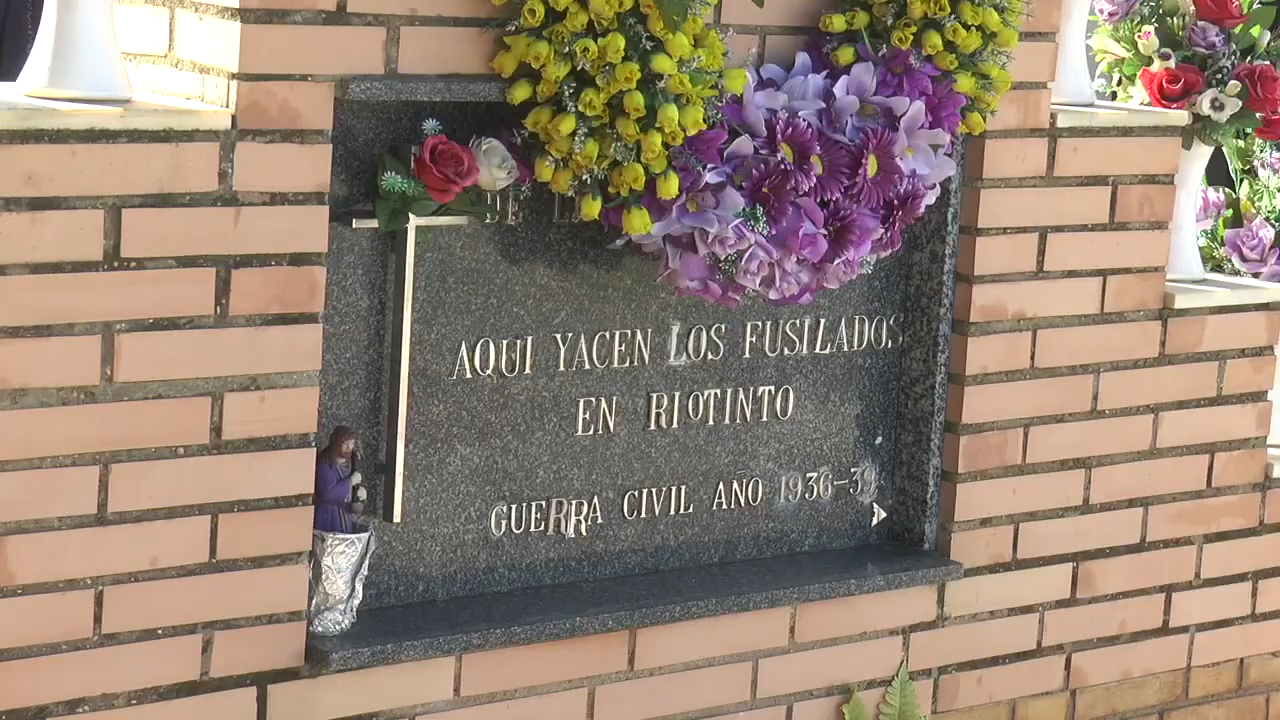 AQUI YACEN LOS FUSILADOS
EN RIOTINTO
GUERRA CIVIL AÑO 1936-39